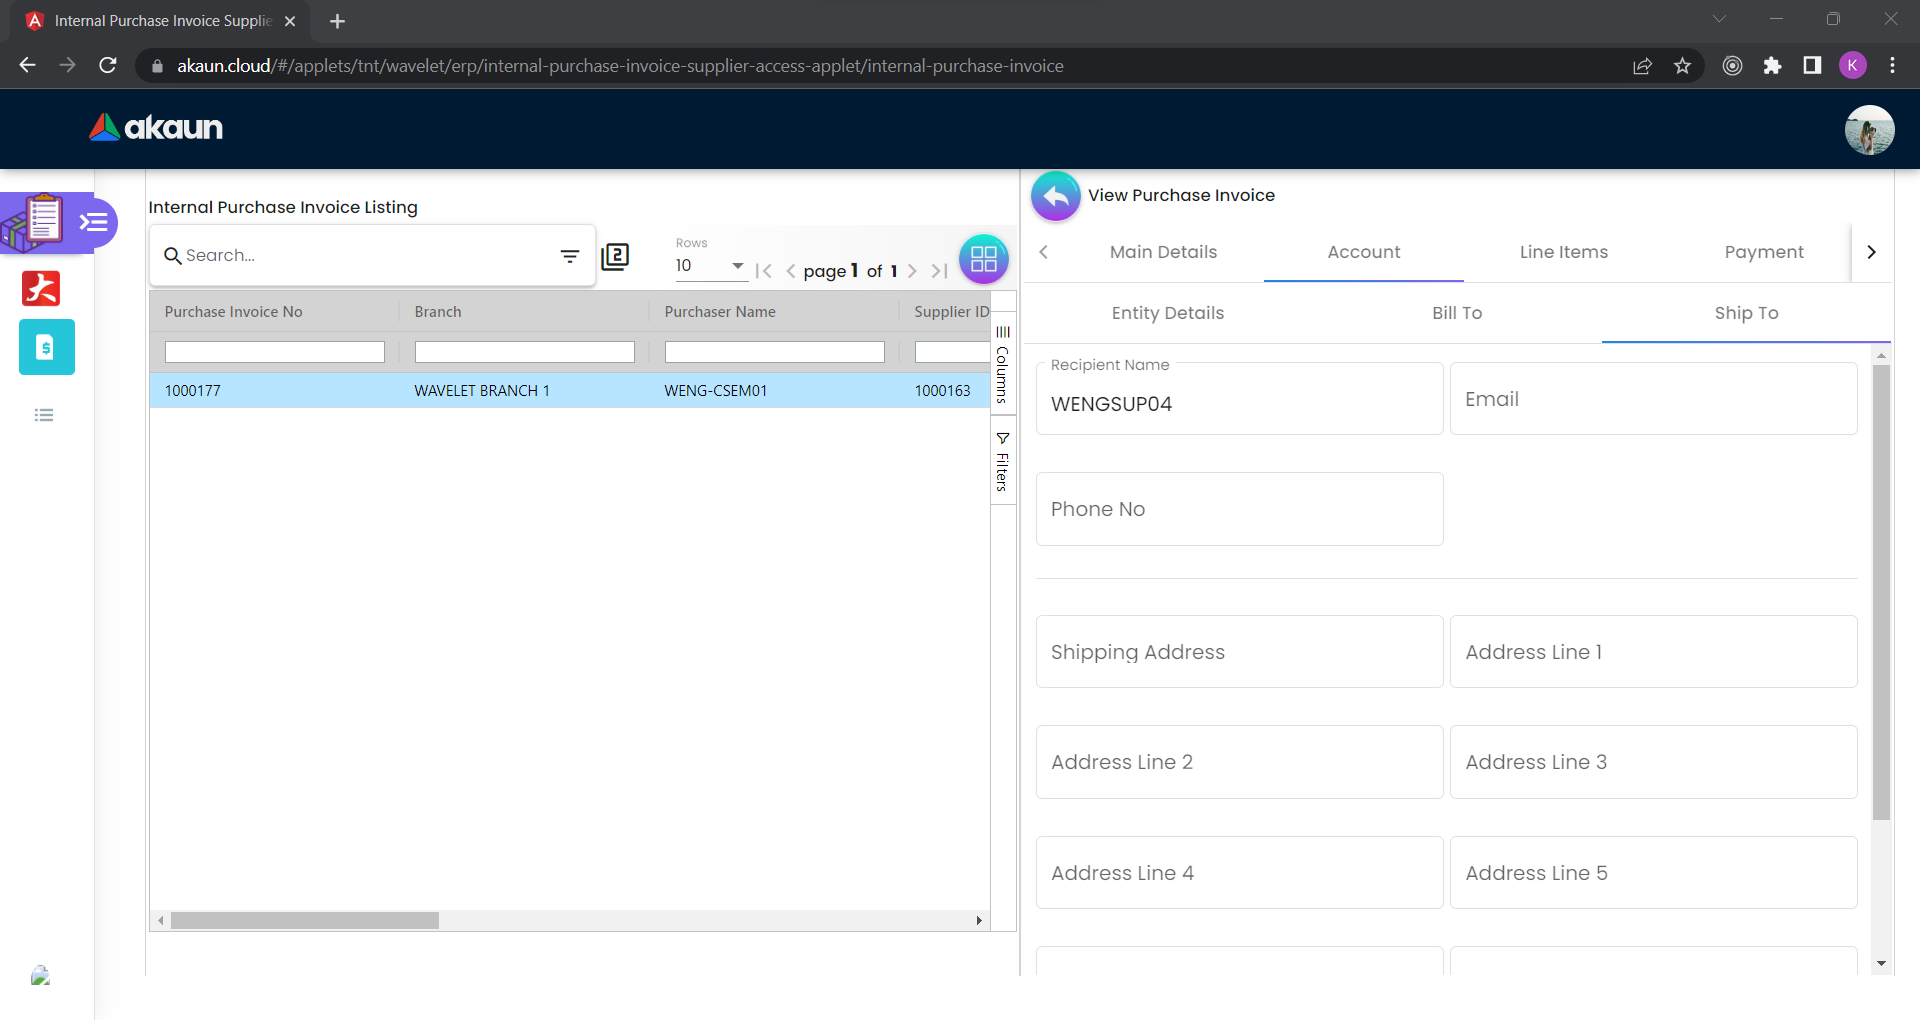 Internal Purchase Invoice Supplie
akaun.cloud/#/applets/tnt/wavelet/erp/internal-purchase-invoice-supplier-access-applet/internal-purchase-invoice
K
akaun
Internal Purchase Invoice Listing
Search...
2
Rows
10
page 1 of 1
Purchase Invoice No
Branch
Purchaser Name
Supplier ID
1000177
WAVELET BRANCH 1
WENG-CSEM01
1000163
Columns
Filters
View Purchase Invoice
Main Details
Account
Line Items
Payment
Entity Details
Bill To
Ship To
Recipient Name
WENGSUP04
Email
Phone No
Shipping Address
Address Line 1
Address Line 2
Address Line 3
Address Line 4
Address Line 5